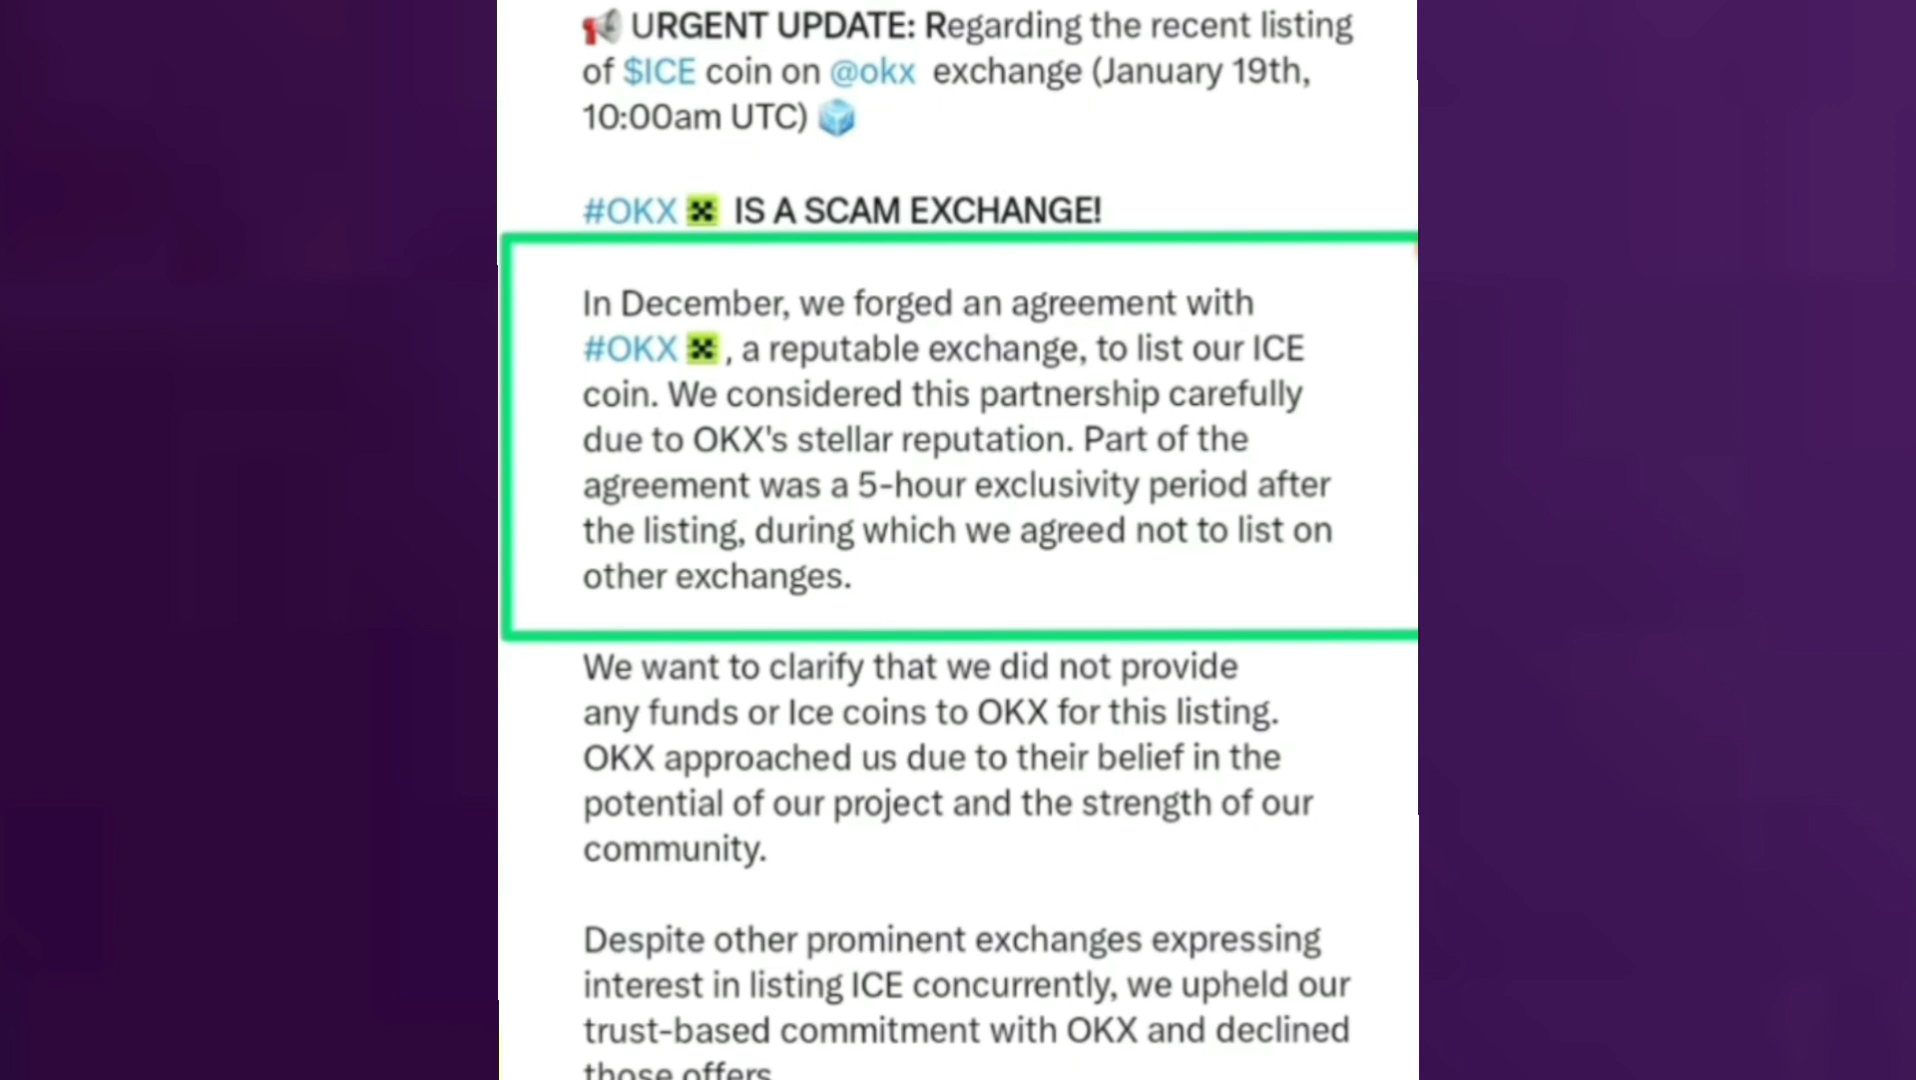 📢 URGENT UPDATE: Regarding the recent listing
of $ICE coin on @okx exchange (January 19th,
10:00am UTC) 🧊
#OKX IS A SCAM EXCHANGE!
In December, we forged an agreement with
#OKX , a reputable exchange, to list our ICE
coin. We considered this partnership carefully
due to OKX's stellar reputation. Part of the
agreement was a 5-hour exclusivity period after
the listing, during which we agreed not to list on
other exchanges.
We want to clarify that we did not provide
any funds or Ice coins to OKX for this listing.
OKX approached us due to their belief in the
potential of our project and the strength of our
community.
Despite other prominent exchanges expressing
interest in listing ICE concurrently, we upheld our
trust-based commitment with OKX and declined
those offers